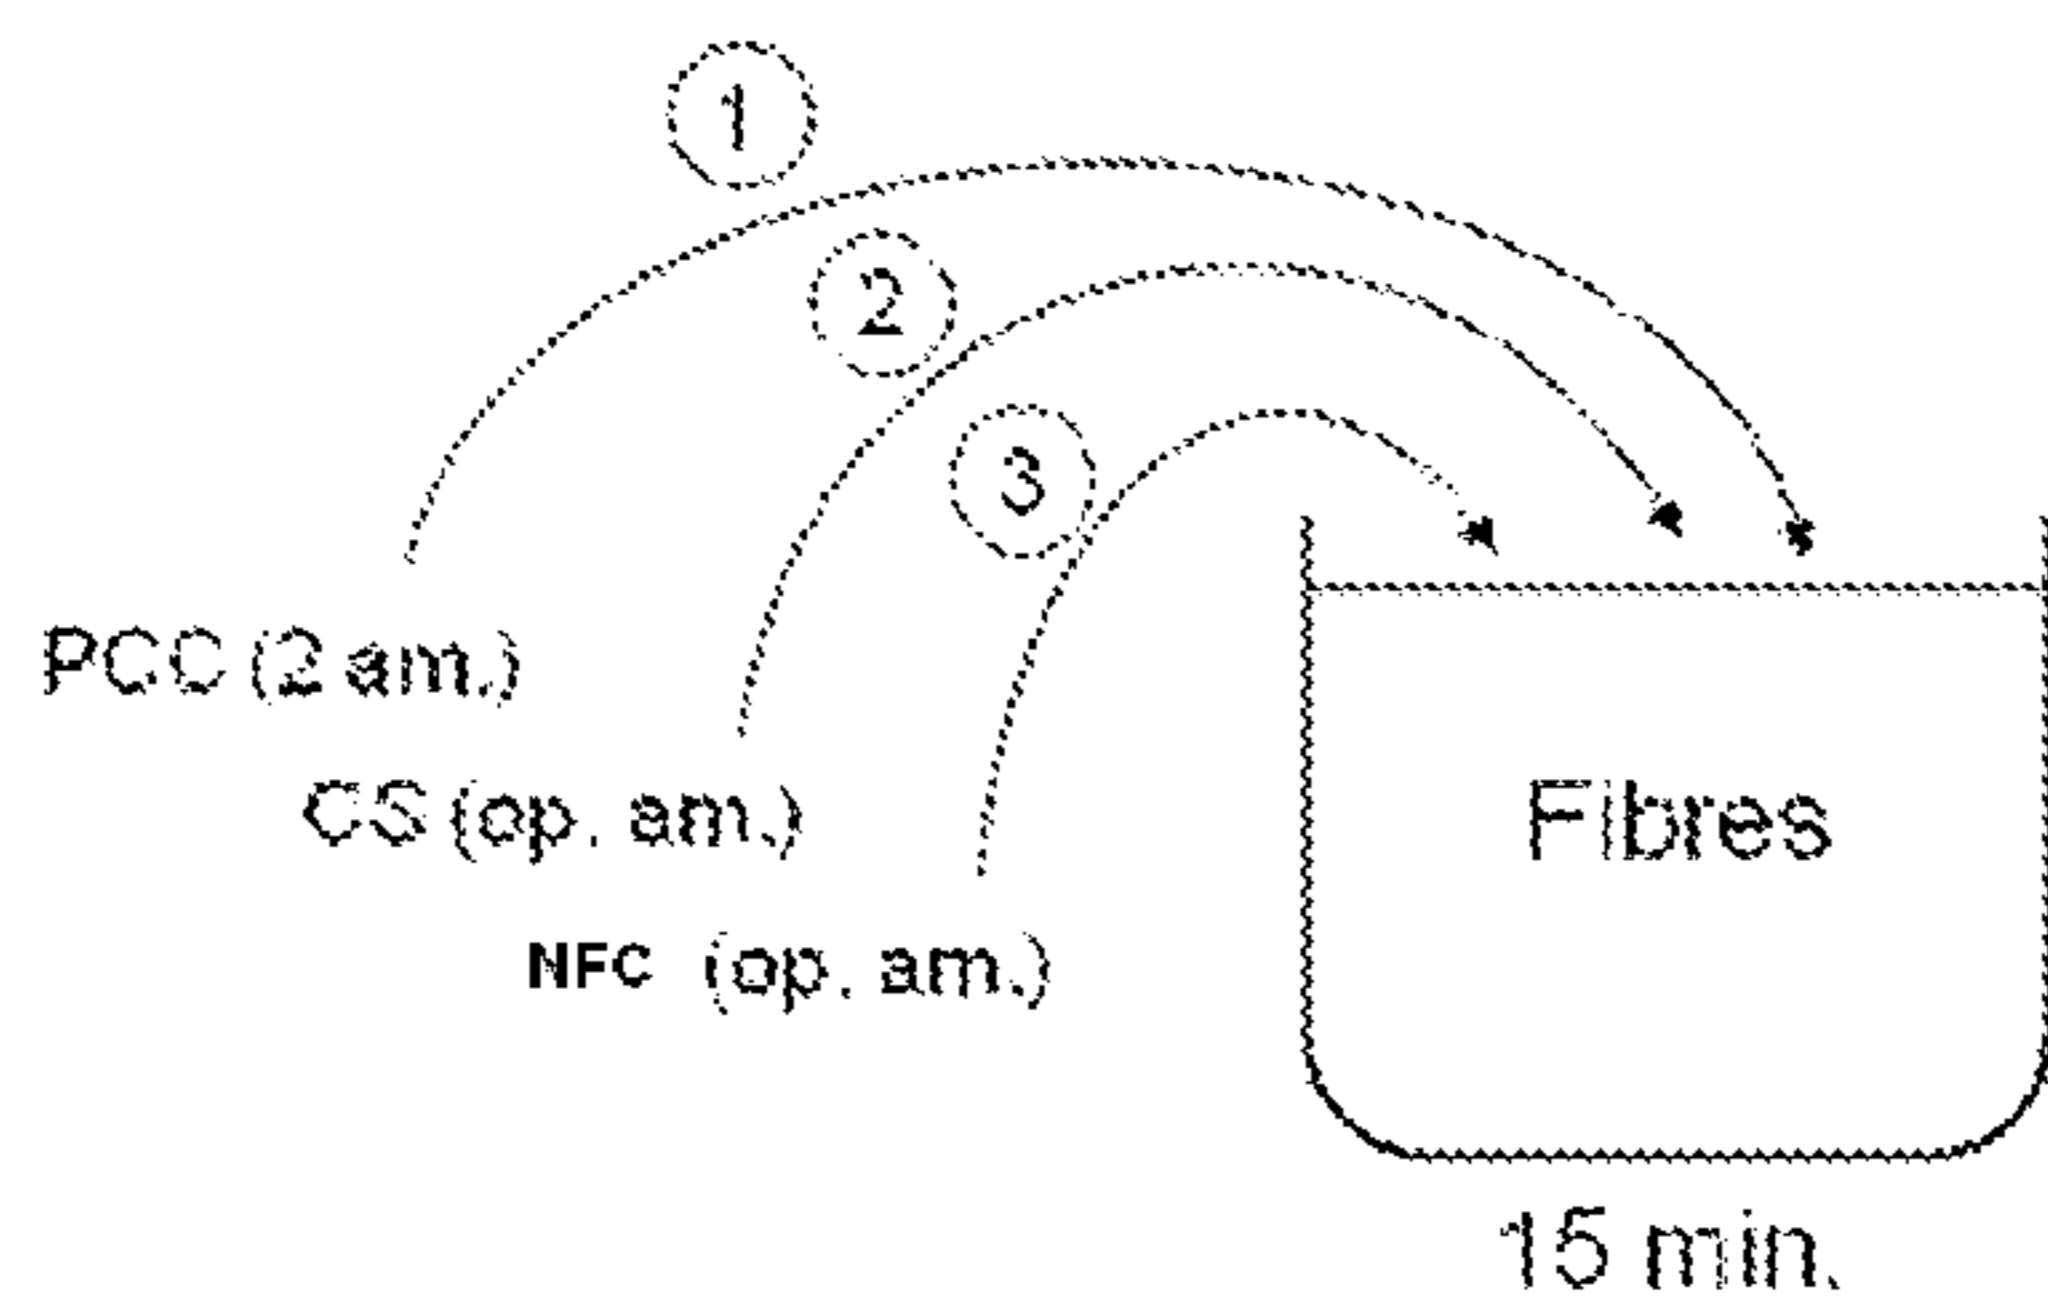 1
2
3
PCC (2 am.)
CS (op. am.)
NFC (op. am.)
Fibres
15 min.